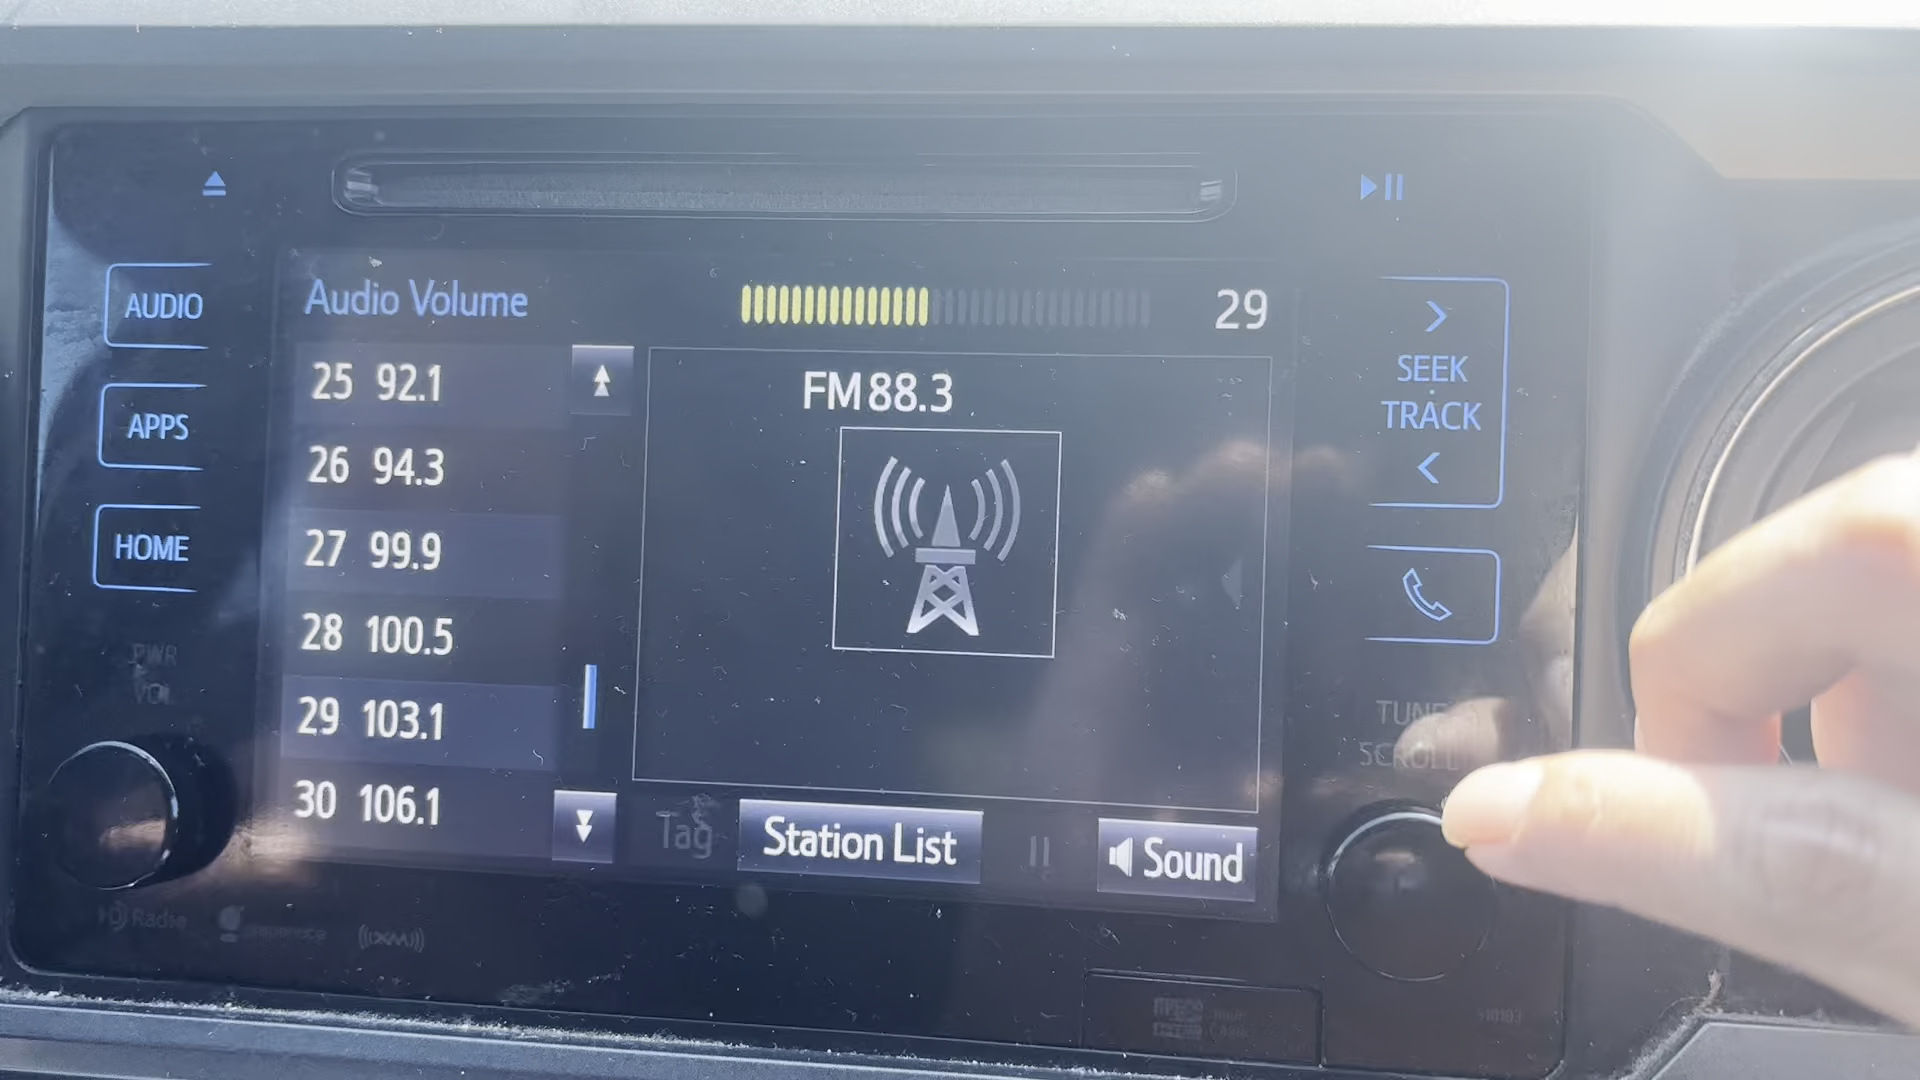 AUDIO
APPS
HOME
PWR
VOL
Audio Volume
29
25 92.1
26 94.3
27 99.9
28 100.5
29 103.1
30 106.1
FM 88.3
Tag
Station List
Sound
SEEK
TRACK
TUNE
SCROLL
HD Radio
((XM))